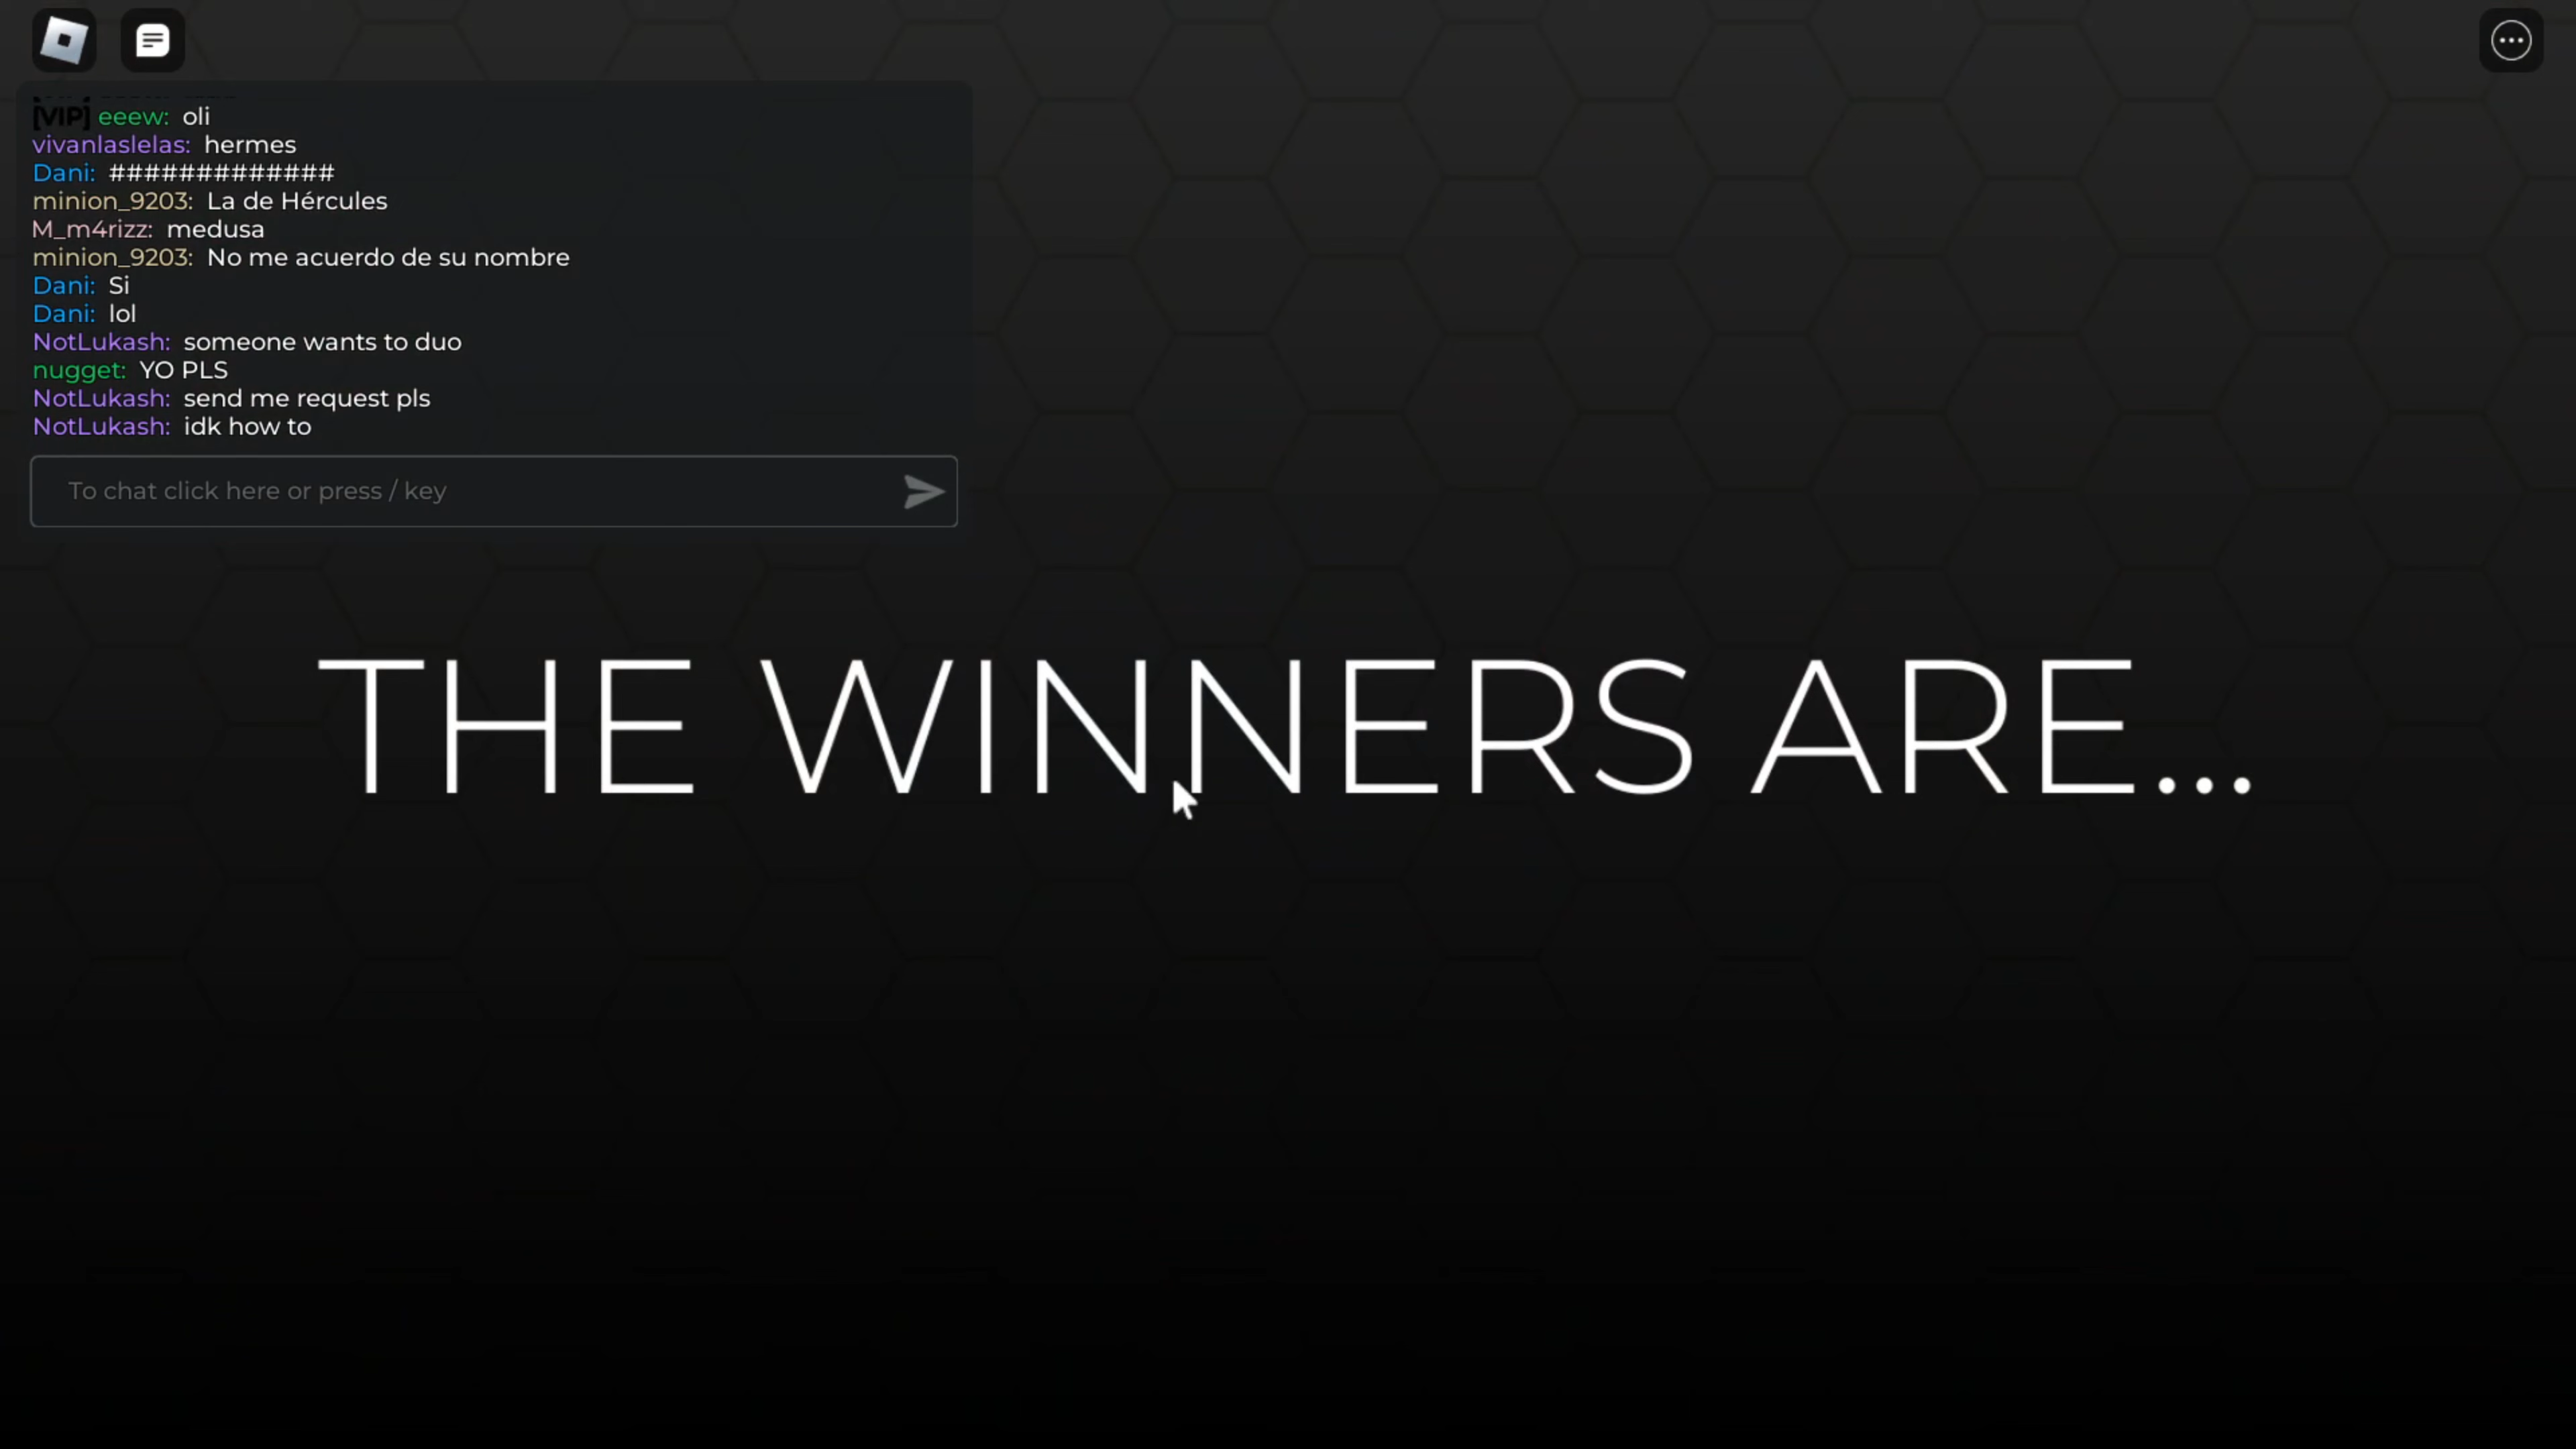 [VIP] eeew: oli
vivanlaslelas: hermes
Dani: #############
minion_9203: La de Hércules
M_m4rizz: medusa
minion_9203: No me acuerdo de su nombre
Dani: Si
Dani: lol
NotLukash: someone wants to duo
nugget: YO PLS
NotLukash: send me request pls
NotLukash: idk how to
To chat click here or press / key
THE WINNERS ARE...